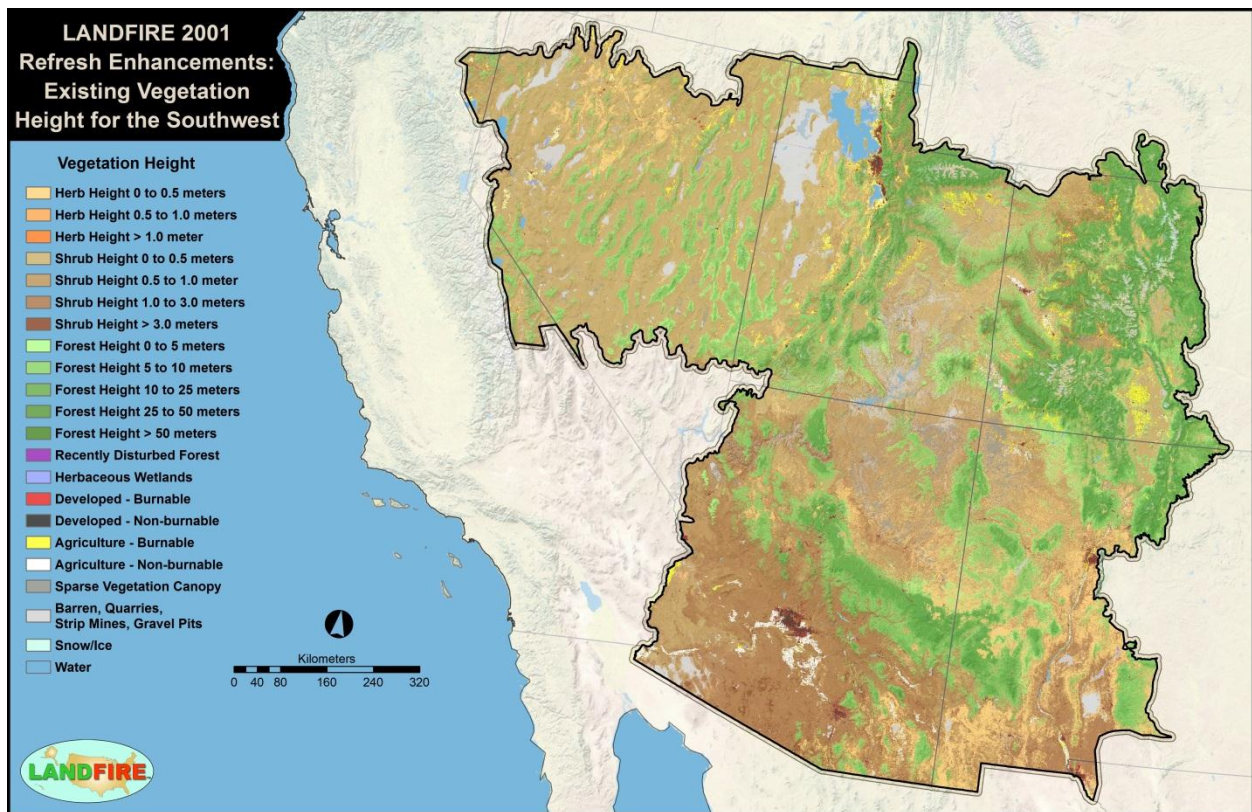 LANDFIRE 2001
Refresh Enhancements:
Existing Vegetation
Height for the Southwest
Vegetation Height
Herb Height 0 to 0.5 meters
Herb Height 0.5 to 1.0 meters
Herb Height > 1.0 meter
Shrub Height 0 to 0.5 meters
Shrub Height 0.5 to 1.0 meter
Shrub Height 1.0 to 3.0 meters
Shrub Height > 3.0 meters
Forest Height 0 to 5 meters
Forest Height 5 to 10 meters
Forest Height 10 to 25 meters
Forest Height 25 to 50 meters
Forest Height > 50 meters
Recently Disturbed Forest
Herbaceous Wetlands
Developed - Burnable
Developed - Non-burnable
Agriculture - Burnable
Agriculture - Non-burnable
Sparse Vegetation Canopy
Barren, Quarries,
Strip Mines, Gravel Pits
Snow/Ice
Water
Kilometers
0 40 80 160 240 320
LANDFIRE